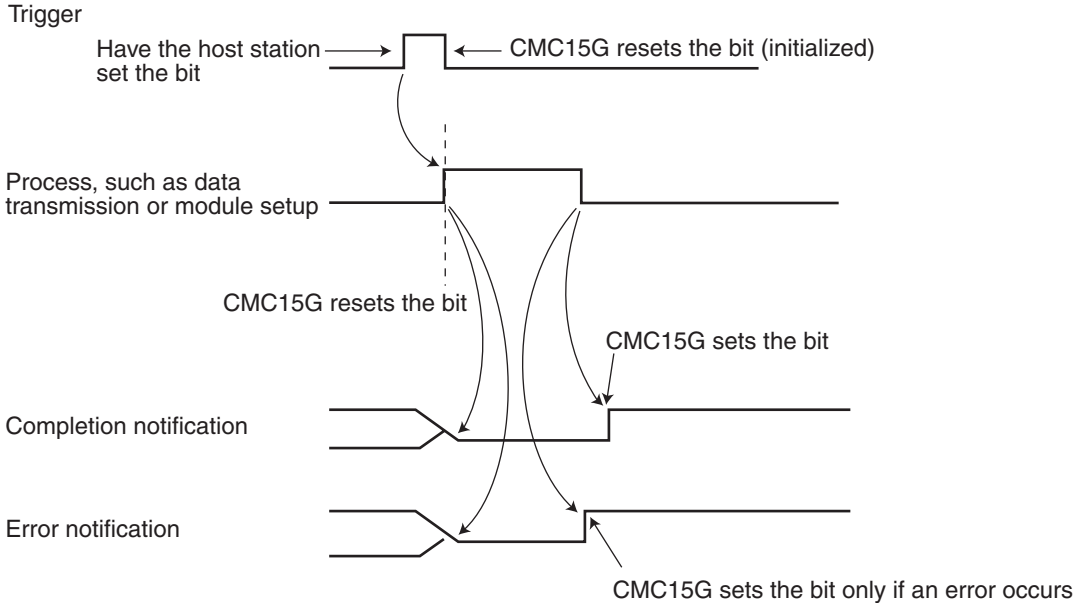 Trigger
Have the host station
set the bit
CMC15G resets the bit (initialized)
Process, such as data
transmission or module setup
CMC15G resets the bit
CMC15G sets the bit
Completion notification
Error notification
CMC15G sets the bit only if an error occurs